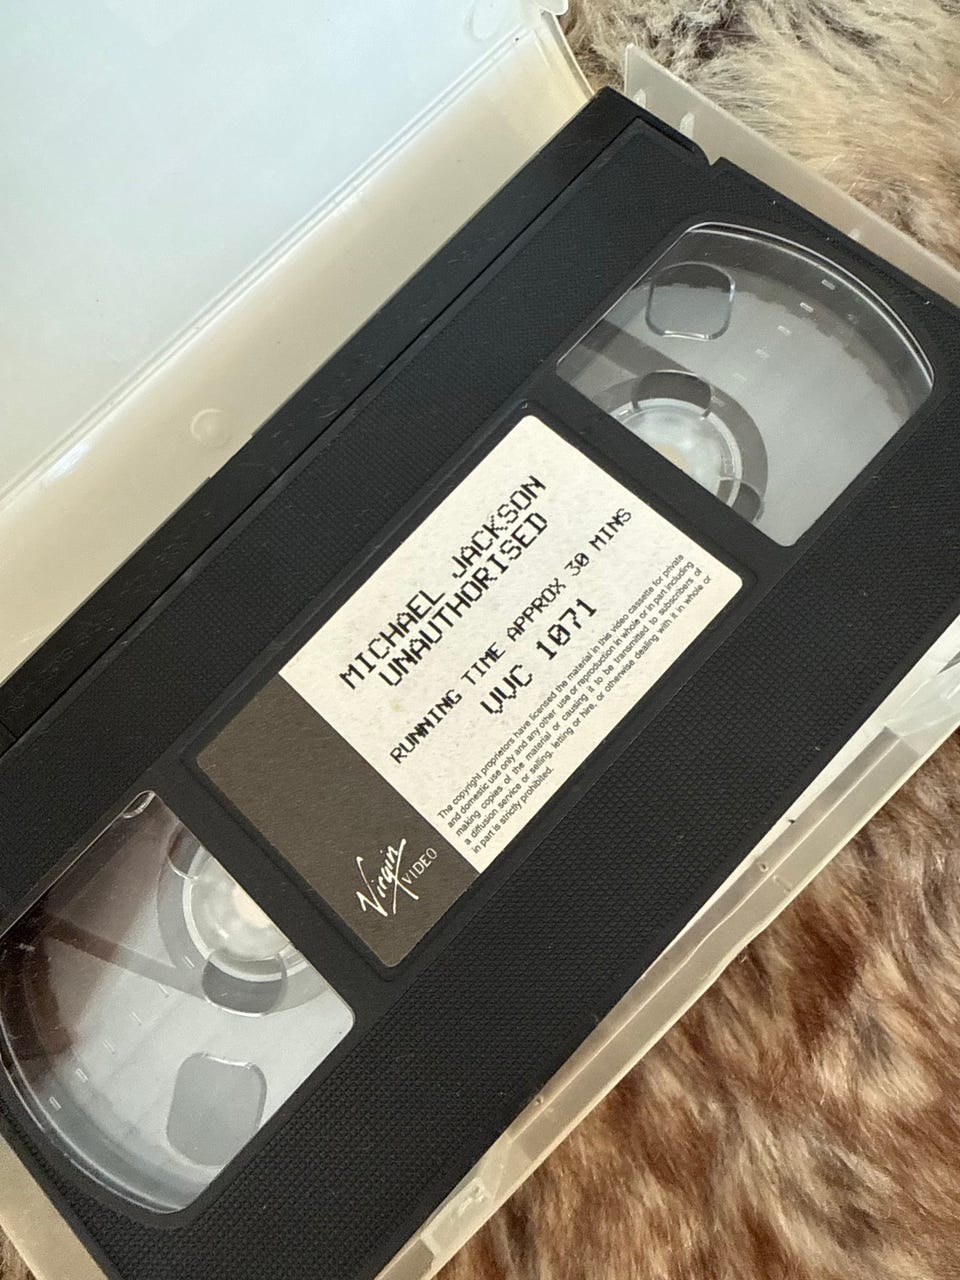 MICHAEL JACKSON
UNAUTHORISED
RUNNING TIME APPROX 30 MINS
VVC 1071
The copyright proprietors have licensed the material in this video cassette for private
and domestic use only and any other use or reproduction in whole or in part including
making copies of the material or causing it to be transmitted to subscribers of
a diffusion service or selling, letting or hire, or otherwise dealing with it in whole or
in part is strictly prohibited.
Virgin
VIDEO